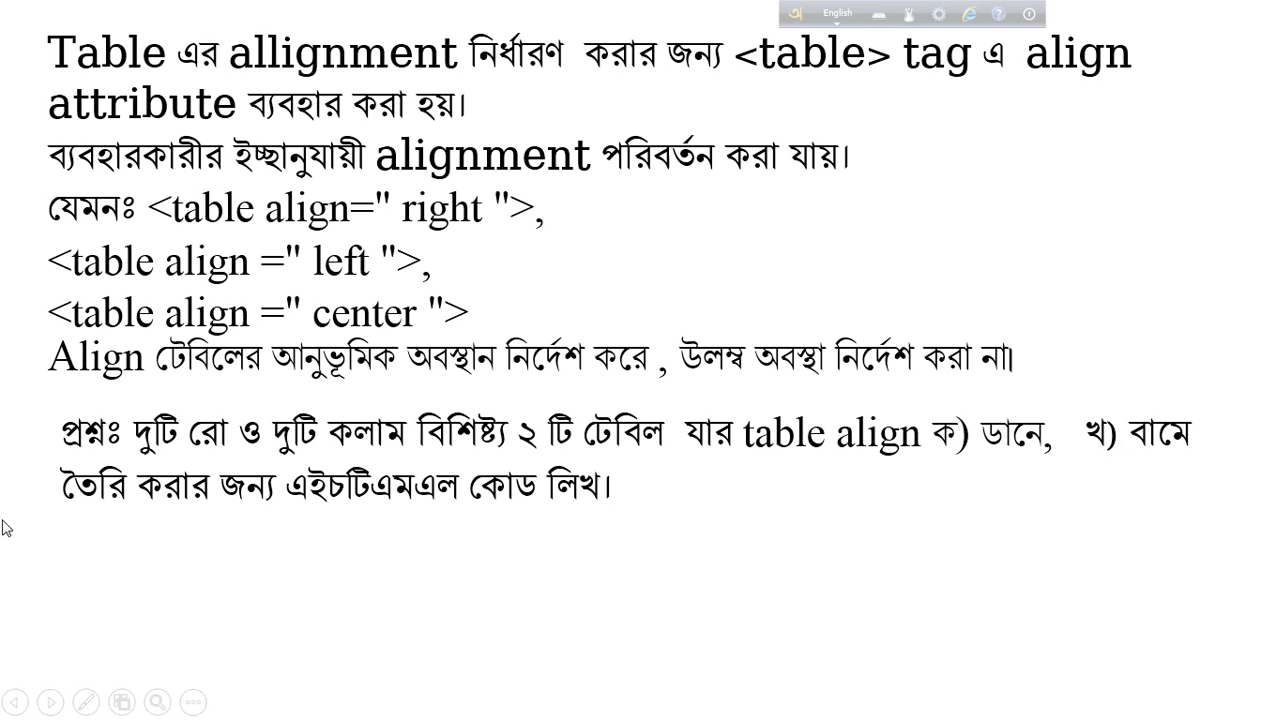 অ English
Table এর allignment নির্ধারণ করার জন্য <table> tag এ align
attribute ব্যবহার করা হয়।
ব্যবহারকারীর ইচ্ছানুযায়ী alignment পরিবর্তন করা যায়।
যেমনঃ <table align=" right ">,
<table align =" left ">,
<table align =" center ">
Align টেবিলের আনুভূমিক অবস্থান নির্দেশ করে , উলম্ব অবস্থা নির্দেশ করা না।
প্রশ্নঃ দুটি রো ও দুটি কলাম বিশিষ্ট্য ২ টি টেবিল যার table align ক) ডানে, খ) বামে
তৈরি করার জন্য এইচটিএমএল কোড লিখ।